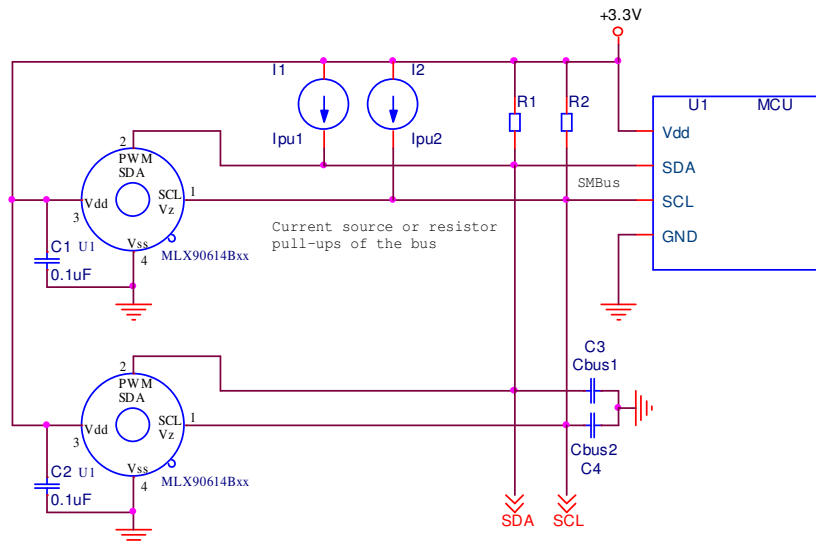 +3.3V
I1
I2
R1
R2
U1
MCU
Ipu1
Ipu2
Vdd
SDA
SCL
GND
SMBus
2
PWM
SDA
SCL
Vz
1
Vdd
3
Vss
4
MLX90614Bxx
C1
U1
0.1uF
Current source or resistor
pull-ups of the bus
2
PWM
SDA
SCL
Vz
1
Vdd
3
Vss
4
MLX90614Bxx
C2
U1
0.1uF
C3
Cbus1
Cbus2
C4
SDA
SCL